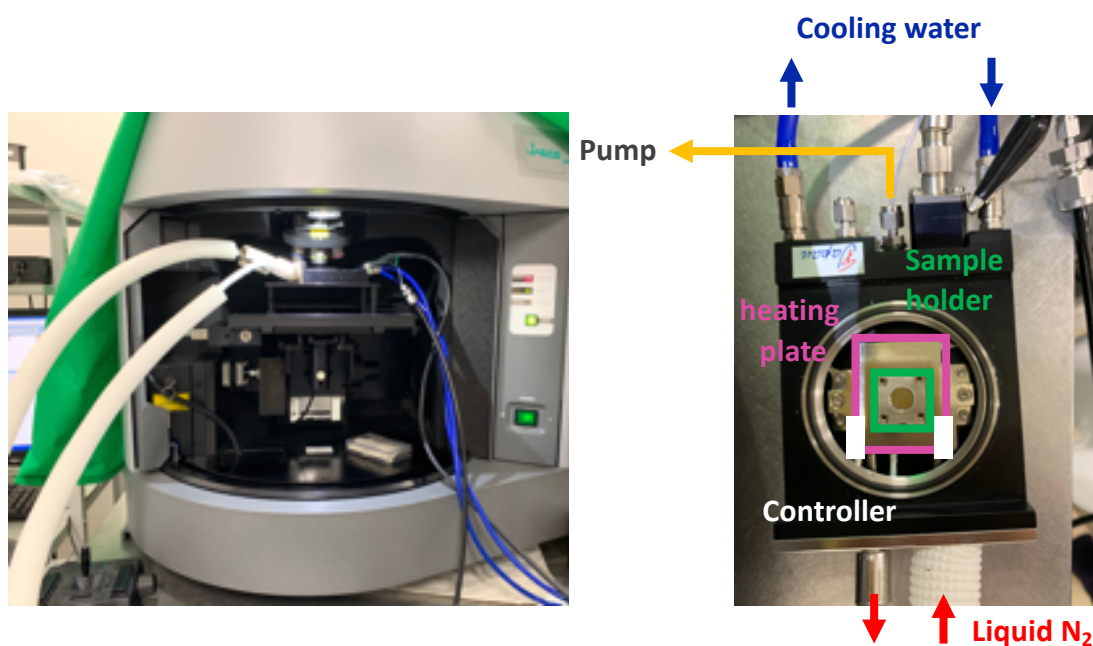 Cooling water
Pump
Sample
holder
heating
plate
Controller
Liquid N₂